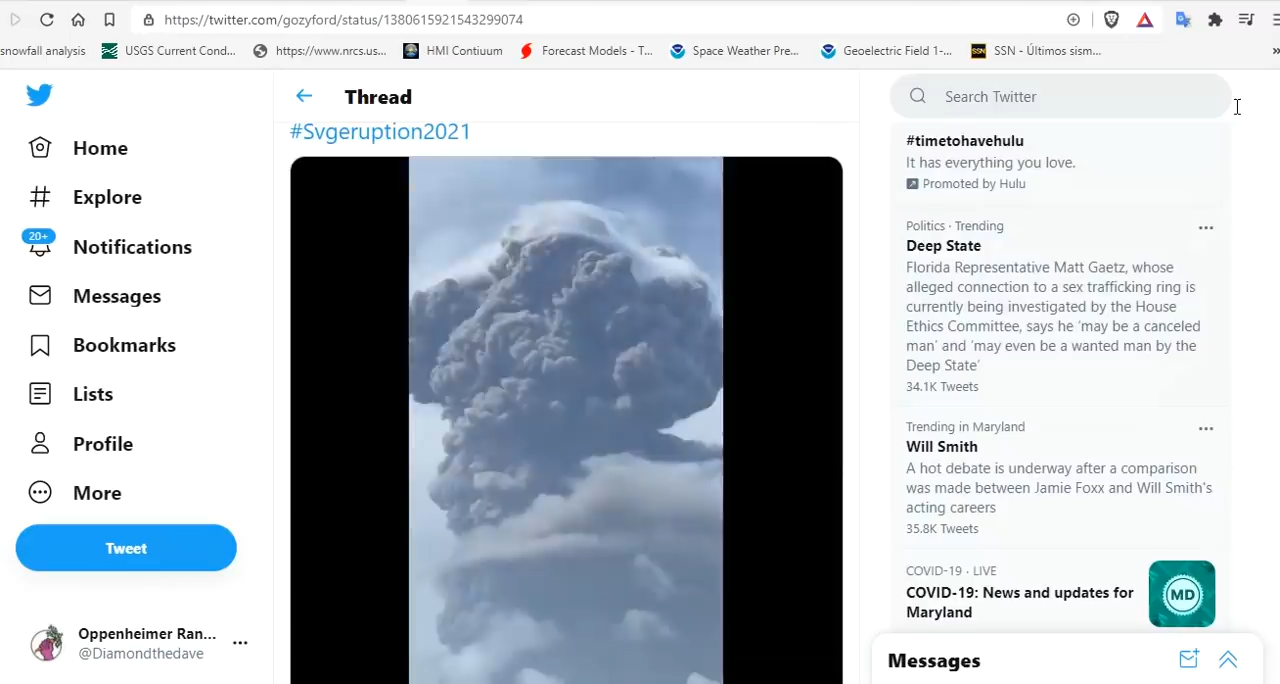 https://twitter.com/gozyford/status/1380615921543299074
snowfall analysis
USGS Current Cond...
https://www.nrcs.us...
HMI Contiuum
Forecast Models - T...
Space Weather Pre...
Geoelectric Field 1-...
SSN
SSN - Últimos sism...
»
Home
Explore
20+
Notifications
Messages
Bookmarks
Lists
Profile
More
Tweet
Oppenheimer Ran...
@Diamondthedave
Thread
#Svgeruption2021
Search Twitter
#timetohavehulu
It has everything you love.
Promoted by Hulu
Politics · Trending
Deep State
Florida Representative Matt Gaetz, whose
alleged connection to a sex trafficking ring is
currently being investigated by the House
Ethics Committee, says he 'may be a canceled
man' and 'may even be a wanted man by the
Deep State'
34.1K Tweets
Trending in Maryland
Will Smith
A hot debate is underway after a comparison
was made between Jamie Foxx and Will Smith's
acting careers
35.8K Tweets
COVID-19 · LIVE
COVID-19: News and updates for
Maryland
MD
Messages